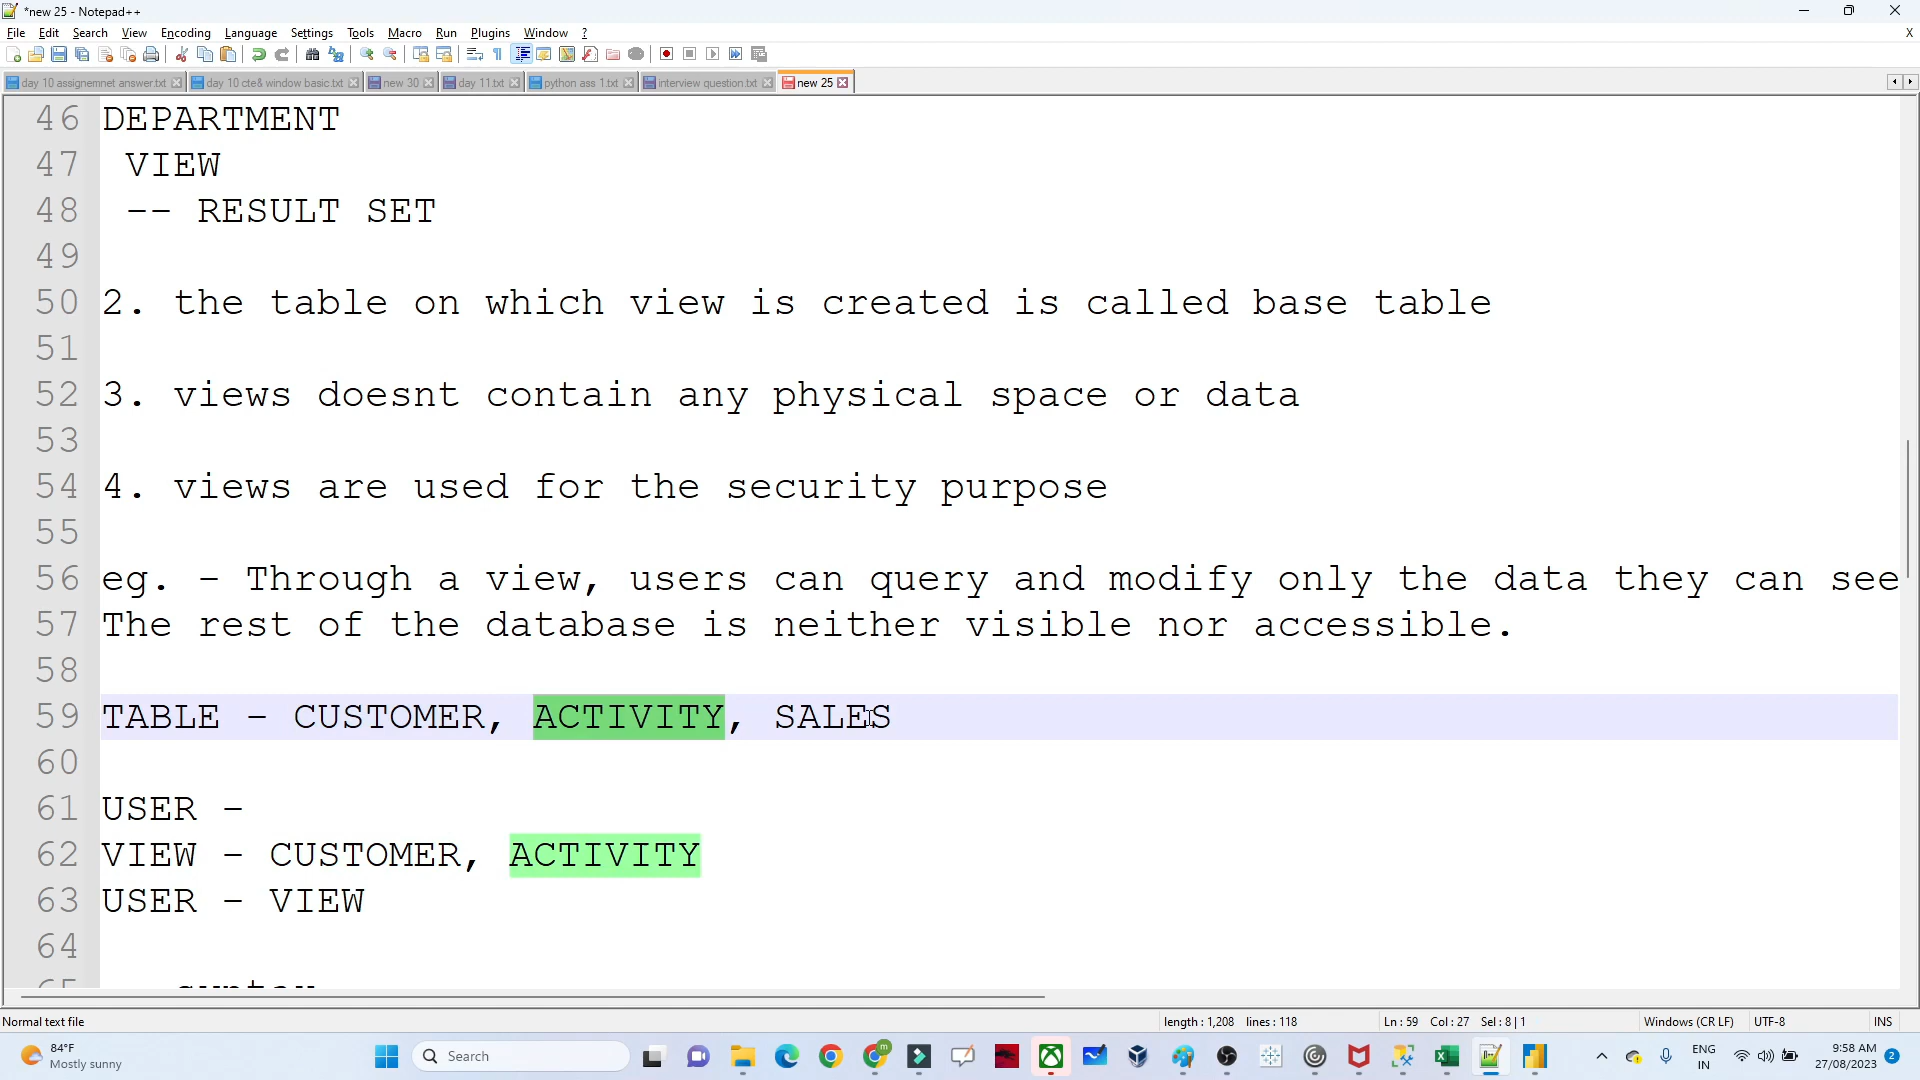 *new 25 - Notepad++
File Edit Search View Encoding Language Settings Tools Macro Run Plugins Window ? X
day 10 assignemnet answer.txt day 10 cte& window basic.txt new 30 day 11.txt python ass 1.txt interview question.txt new 25
46 DEPARTMENT
47 VIEW
48 -- RESULT SET
49
50 2. the table on which view is created is called base table
51
52 3. views doesnt contain any physical space or data
53
54 4. views are used for the security purpose
55
56 eg. - Through a view, users can query and modify only the data they can see
57 The rest of the database is neither visible nor accessible.
58
59 TABLE - CUSTOMER, ACTIVITY, SALES
60
61 USER -
62 VIEW - CUSTOMER, ACTIVITY
63 USER - VIEW
64
65 syntax
Normal text file length : 1,208 lines : 118 Ln : 59 Col : 27 Sel : 8 | 1 Windows (CR LF) UTF-8 INS
84°F
Mostly sunny
Search
ENG
IN
9:58 AM
27/08/2023
2